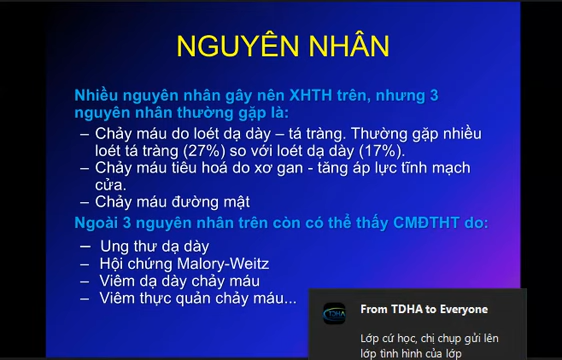 NGUYÊN NHÂN
Nhiều nguyên nhân gây nên XHTH trên, nhưng 3
nguyên nhân thường gặp là:
– Chảy máu do loét dạ dày – tá tràng. Thường gặp nhiều
loét tá tràng (27%) so với loét dạ dày (17%).
– Chảy máu tiêu hoá do xơ gan - tăng áp lực tĩnh mạch
cửa.
– Chảy máu đường mật
Ngoài 3 nguyên nhân trên còn có thể thấy CMĐTHT do:
– Ung thư dạ dày
– Hội chứng Malory-Weitz
– Viêm dạ dày chảy máu
– Viêm thực quản chảy máu...
TDHA
From TDHA to Everyone
Lớp cứ học, chị chụp gửi lên
lớp tình hình của lớp